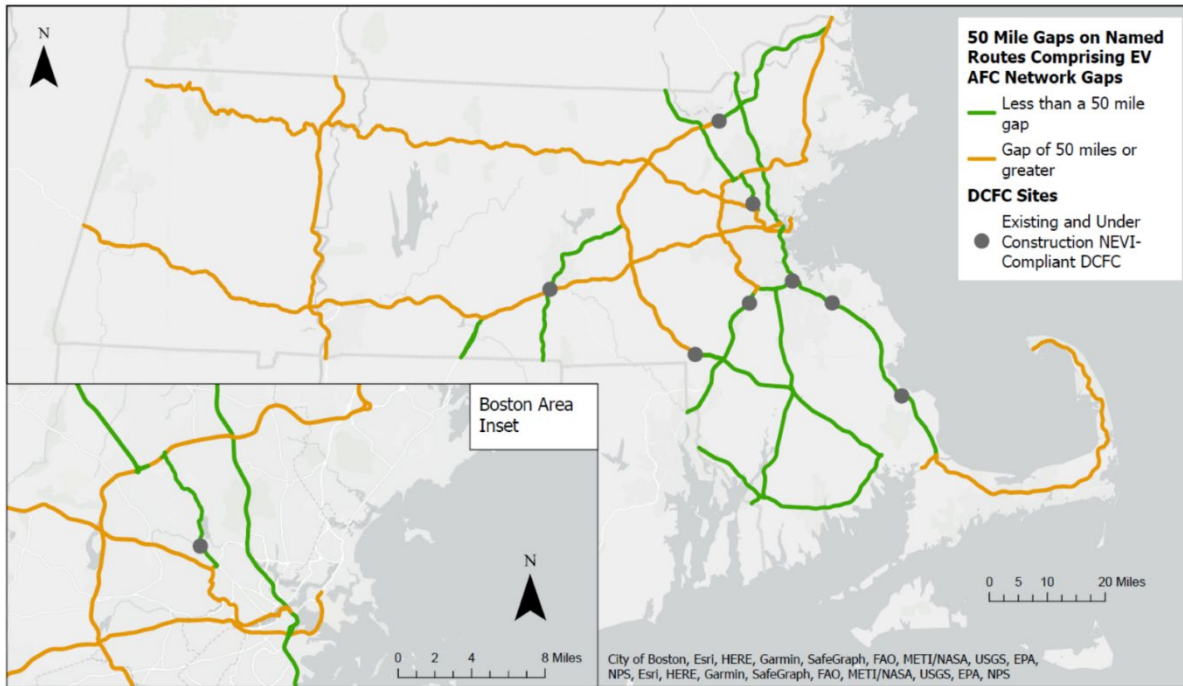 N
50 Mile Gaps on Named
Routes Comprising EV
AFC Network Gaps
Less than a 50 mile
gap
Gap of 50 miles or
greater
DCFC Sites
Existing and Under
Construction NEVI-
Compliant DCFC
Boston Area
Inset
N
0 2 4 8 Miles
N
0 5 10 20 Miles
City of Boston, Esri, HERE, Garmin, SafeGraph, FAO, METI/NASA, USGS, EPA,
NPS, Esri, HERE, Garmin, SafeGraph, FAO, METI/NASA, USGS, EPA, NPS